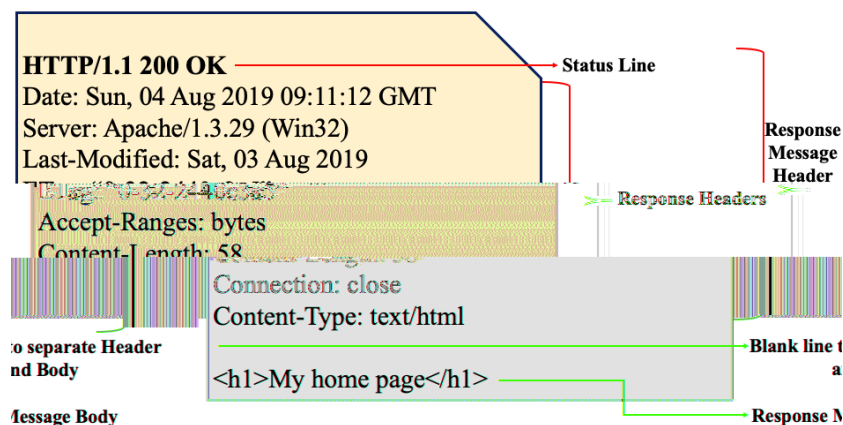 HTTP/1.1 200 OK
Status Line
Date: Sun, 04 Aug 2019 09:11:12 GMT
Server: Apache/1.3.29 (Win32)
Last-Modified: Sat, 03 Aug 2019
Response
Message
Header
Response Headers
Accept-Ranges: bytes
Content-Length: 58
Connection: close
Content-Type: text/html
to separate Header
nd Body
Blank line t
a
<h1>My home page</h1>
Message Body
Response M